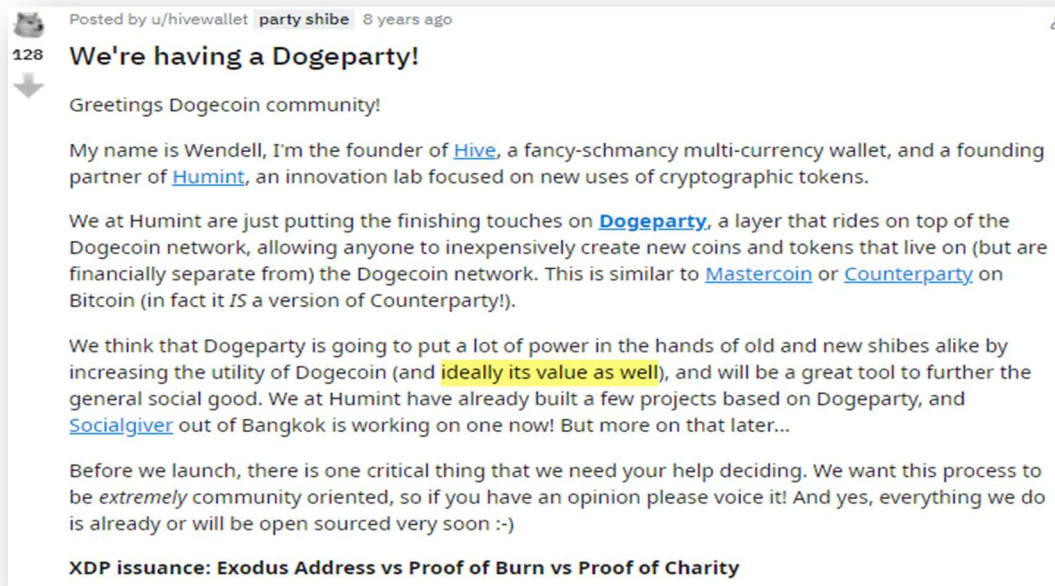 Posted by u/hivewallet party shibe 8 years ago
128
We're having a Dogeparty!
Greetings Dogecoin community!
My name is Wendell, I'm the founder of Hive, a fancy-schmancy multi-currency wallet, and a founding
partner of Humint, an innovation lab focused on new uses of cryptographic tokens.
We at Humint are just putting the finishing touches on Dogeparty, a layer that rides on top of the
Dogecoin network, allowing anyone to inexpensively create new coins and tokens that live on (but are
financially separate from) the Dogecoin network. This is similar to Mastercoin or Counterparty on
Bitcoin (in fact it IS a version of Counterparty!).
We think that Dogeparty is going to put a lot of power in the hands of old and new shibes alike by
increasing the utility of Dogecoin (and ideally its value as well), and will be a great tool to further the
general social good. We at Humint have already built a few projects based on Dogeparty, and
Socialgiver out of Bangkok is working on one now! But more on that later...
Before we launch, there is one critical thing that we need your help deciding. We want this process to
be extremely community oriented, so if you have an opinion please voice it! And yes, everything we do
is already or will be open sourced very soon :-)
XDP issuance: Exodus Address vs Proof of Burn vs Proof of Charity